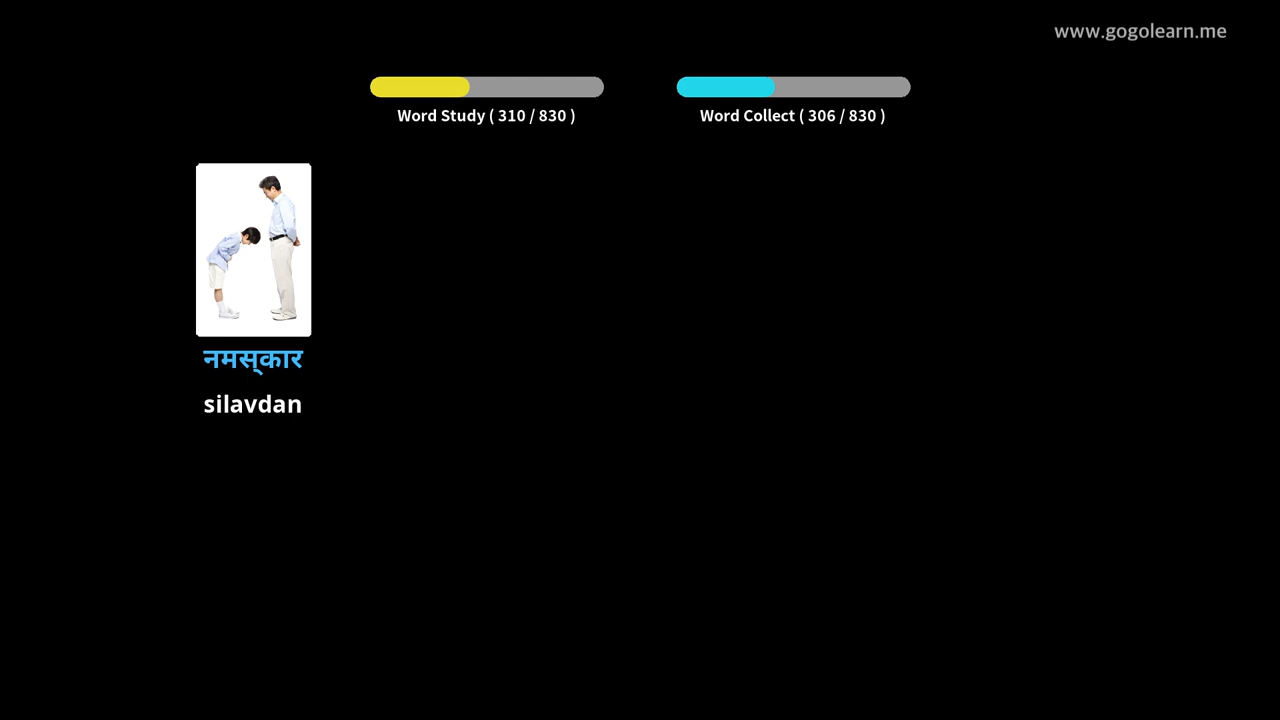 www.gogolearn.me
Word Study ( 310 / 830 )
Word Collect ( 306 / 830 )
नमस्कार
silavdan